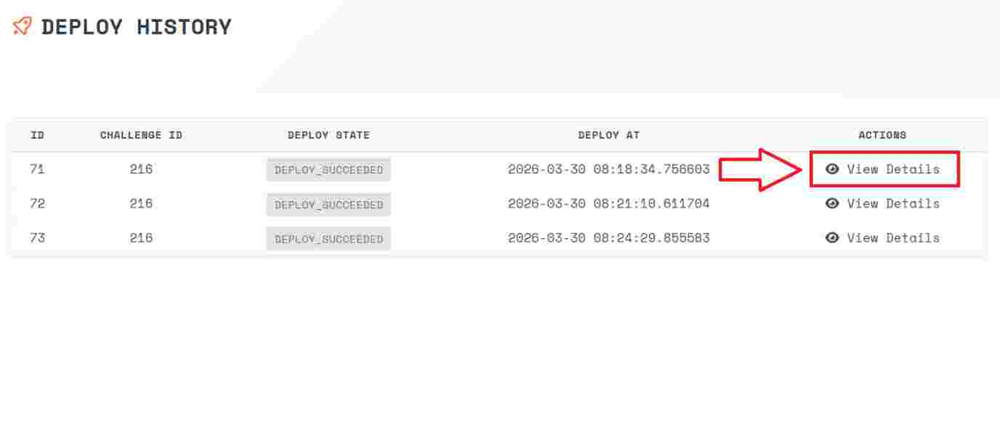 DEPLOY HISTORY
ID CHALLENGE ID DEPLOY STATE DEPLOY AT ACTIONS
71 216 DEPLOY_SUCCEEDED 2026-03-30 08:18:34.756603 View Details
72 216 DEPLOY_SUCCEEDED 2026-03-30 08:21:10.611704 View Details
73 216 DEPLOY_SUCCEEDED 2026-03-30 08:24:29.855583 View Details